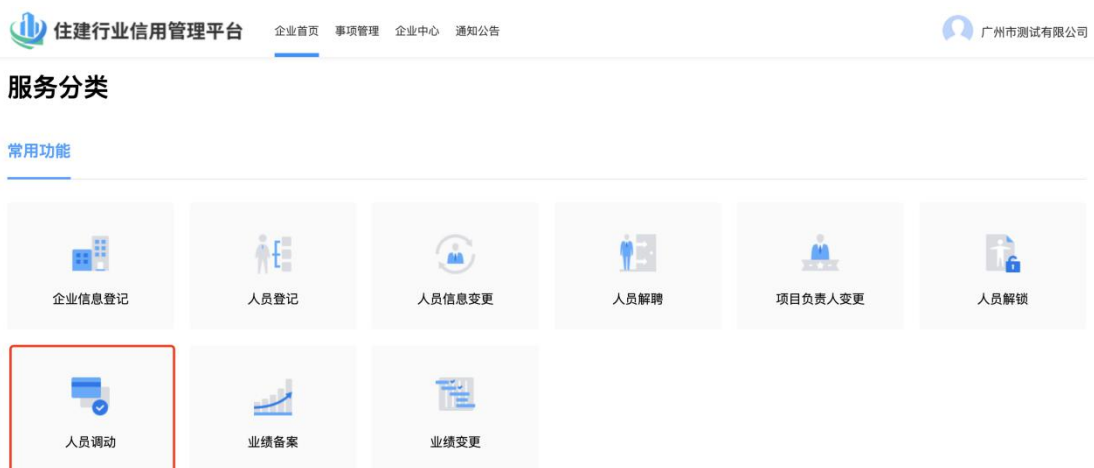 住建行业信用管理平台 企业首页 事项管理 企业中心 通知公告 广州市测试有限公司
服务分类
常用功能
企业信息登记 人员登记 人员信息变更 人员解聘 项目负责人变更 人员解锁
人员调动 业绩备案 业绩变更